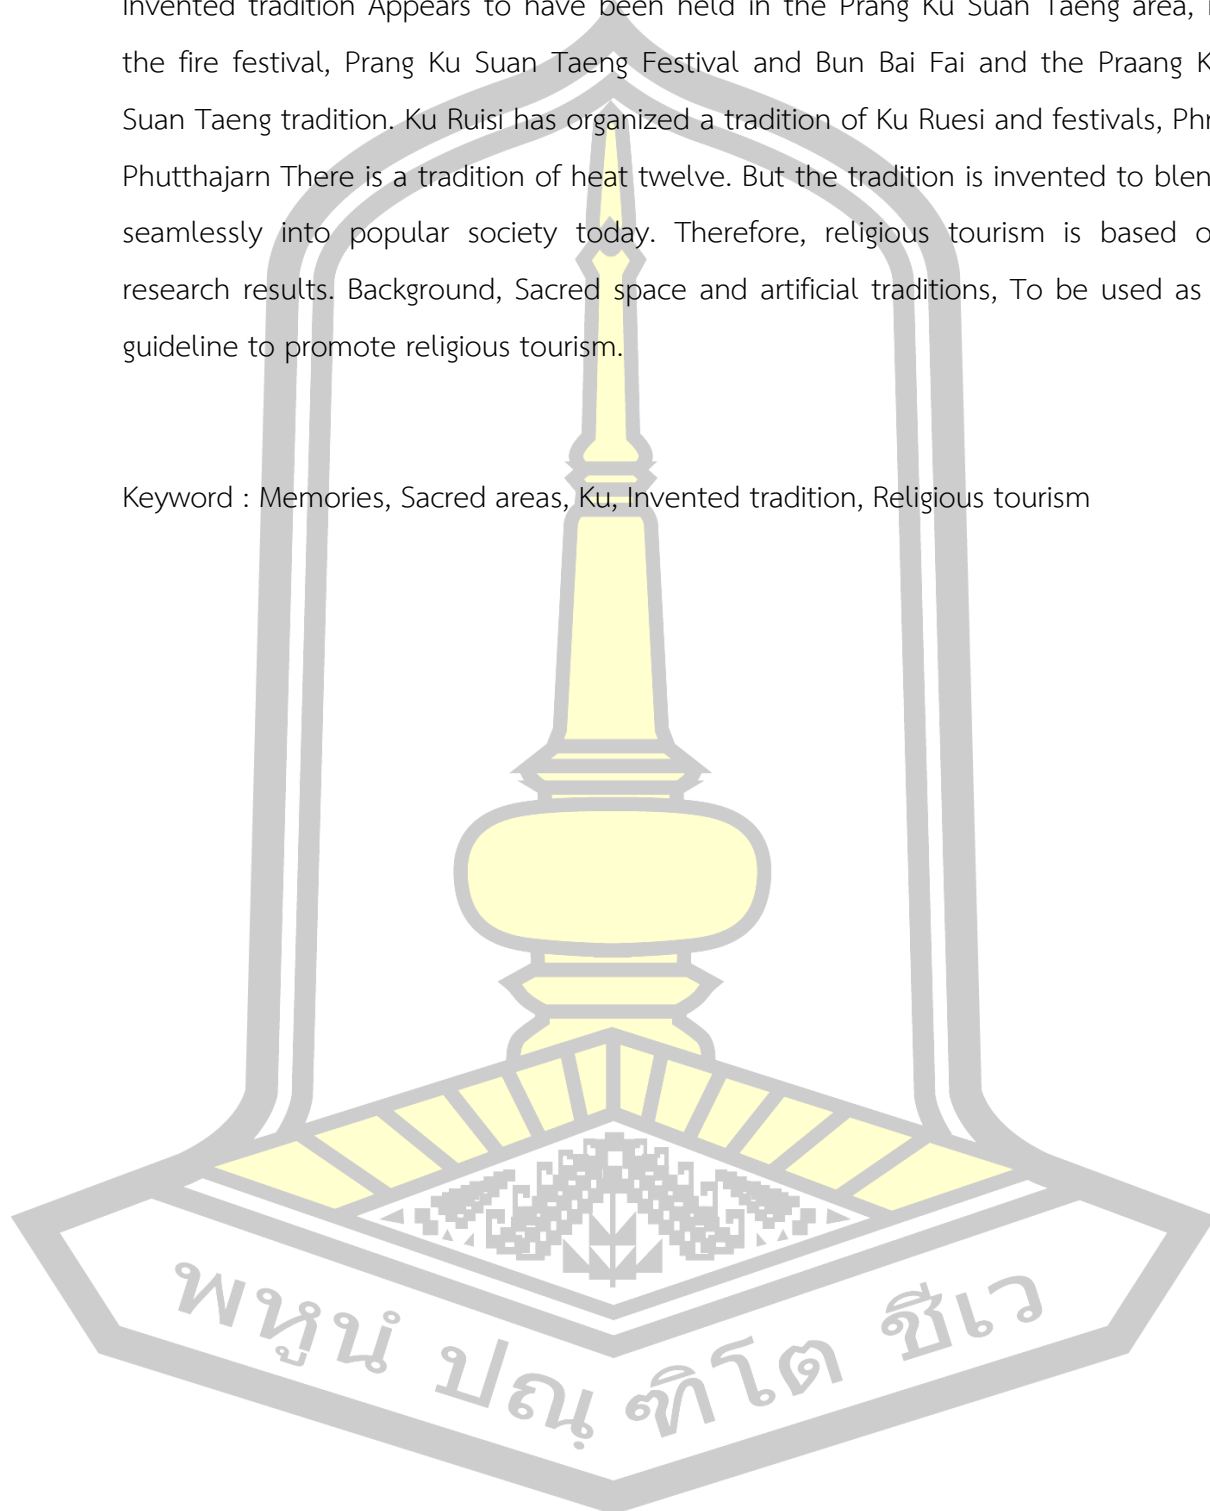 Invented tradition Appears to have been held in the Prang Ku Suan Taeng area,
the fire festival, Prang Ku Suan Taeng Festival and Bun Bai Fai and the Praang K
Suan Taeng tradition. Ku Ruisi has organized a tradition of Ku Ruesi and festivals, Phr
Phutthajarn There is a tradition of heat twelve. But the tradition is invented to blen
seamlessly into popular society today. Therefore, religious tourism is based o
research results. Background, Sacred space and artificial traditions, To be used as
guideline to promote religious tourism.
Keyword : Memories, Sacred areas, Ku, Invented tradition, Religious tourism
พหูนํ ปณฺ ฑิโต ชีเว